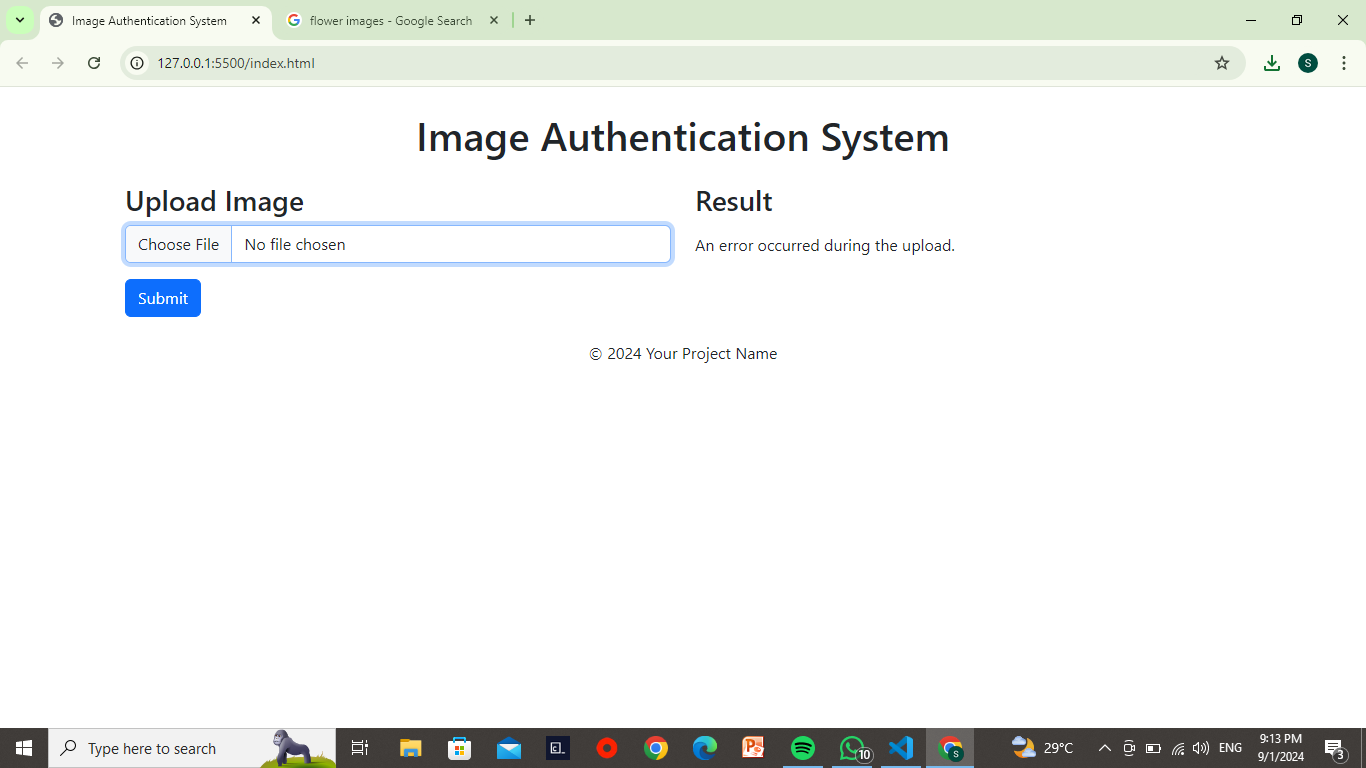 Image Authentication System
flower images - Google Search
127.0.0.1:5500/index.html
S
Image Authentication System
Upload Image
Choose File
No file chosen
Submit
Result
An error occurred during the upload.
© 2024 Your Project Name
Type here to search
10
S
29°C
ENG
9:13 PM
9/1/2024
3